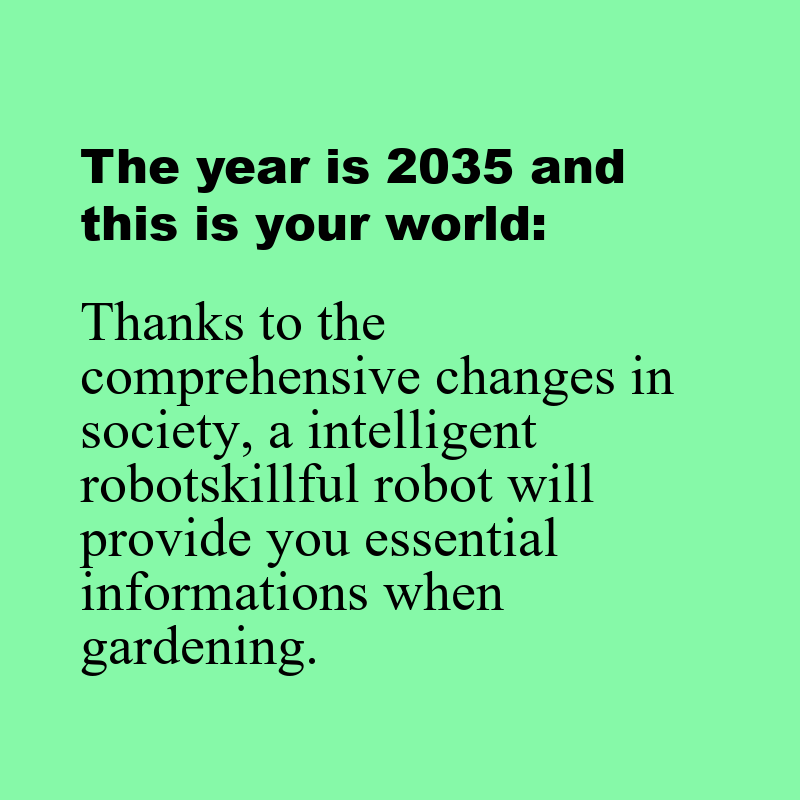 The year is 2035 and
this is your world:
Thanks to the
comprehensive changes in
society, a intelligent
robotskillful robot will
provide you essential
informations when
gardening.